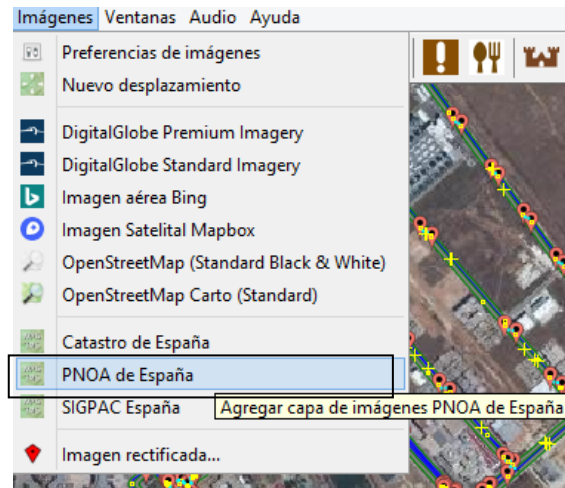 Imágenes Ventanas Audio Ayuda
Preferencias de imágenes
Nuevo desplazamiento
DigitalGlobe Premium Imagery
DigitalGlobe Standard Imagery
Imagen aérea Bing
Imagen Satelital Mapbox
OpenStreetMap (Standard Black & White)
OpenStreetMap Carto (Standard)
Catastro de España
PNOA de España
SIGPAC España
Agregar capa de imágenes PNOA de España
Imagen rectificada...